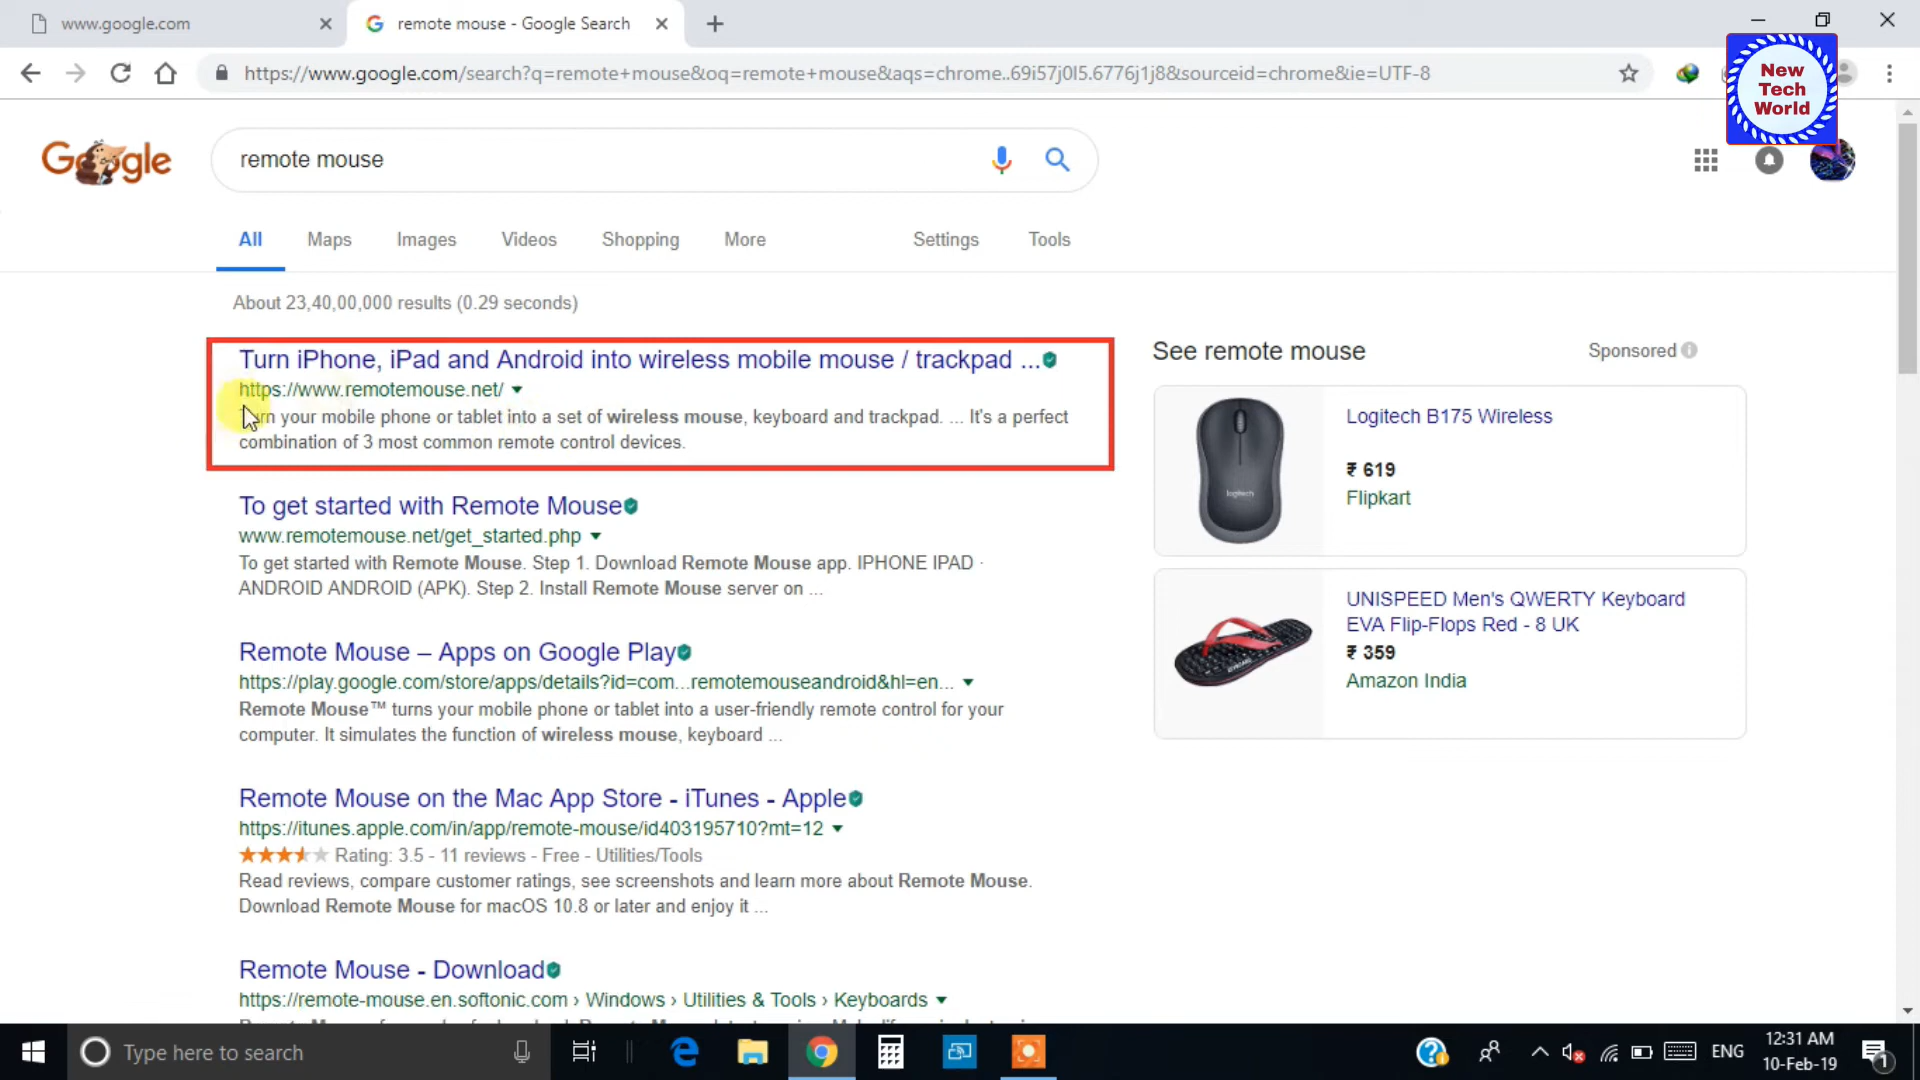 www.google.com
remote mouse - Google Search
https://www.google.com/search?q=remote+mouse&oq=remote+mouse&aqs=chrome..69i57j0l5.6776j1j8&sourceid=chrome&ie=UTF-8
New
Tech
World
Google
remote mouse
All Maps Images Videos Shopping More Settings Tools
About 23,40,00,000 results (0.29 seconds)
Turn iPhone, iPad and Android into wireless mobile mouse / trackpad ...
https://www.remotemouse.net/
Turn your mobile phone or tablet into a set of wireless mouse, keyboard and trackpad. ... It's a perfect
combination of 3 most common remote control devices.
To get started with Remote Mouse
www.remotemouse.net/get_started.php
To get started with Remote Mouse. Step 1. Download Remote Mouse app. IPHONE IPAD ·
ANDROID ANDROID (APK). Step 2. Install Remote Mouse server on ...
Remote Mouse – Apps on Google Play
https://play.google.com/store/apps/details?id=com...remotemouseandroid&hl=en...
Remote Mouse™ turns your mobile phone or tablet into a user-friendly remote control for your
computer. It simulates the function of wireless mouse, keyboard ...
Remote Mouse on the Mac App Store - iTunes - Apple
https://itunes.apple.com/in/app/remote-mouse/id403195710?mt=12
Rating: 3.5 - 11 reviews - Free - Utilities/Tools
Read reviews, compare customer ratings, see screenshots and learn more about Remote Mouse.
Download Remote Mouse for macOS 10.8 or later and enjoy it ...
Remote Mouse - Download
https://remote-mouse.en.softonic.com › Windows › Utilities & Tools › Keyboards
See remote mouse
Sponsored
logitech
Logitech B175 Wireless
₹ 619
Flipkart
UNISPEED Men's QWERTY Keyboard
EVA Flip-Flops Red - 8 UK
₹ 359
Amazon India
Type here to search
ENG
12:31 AM
10-Feb-19
1